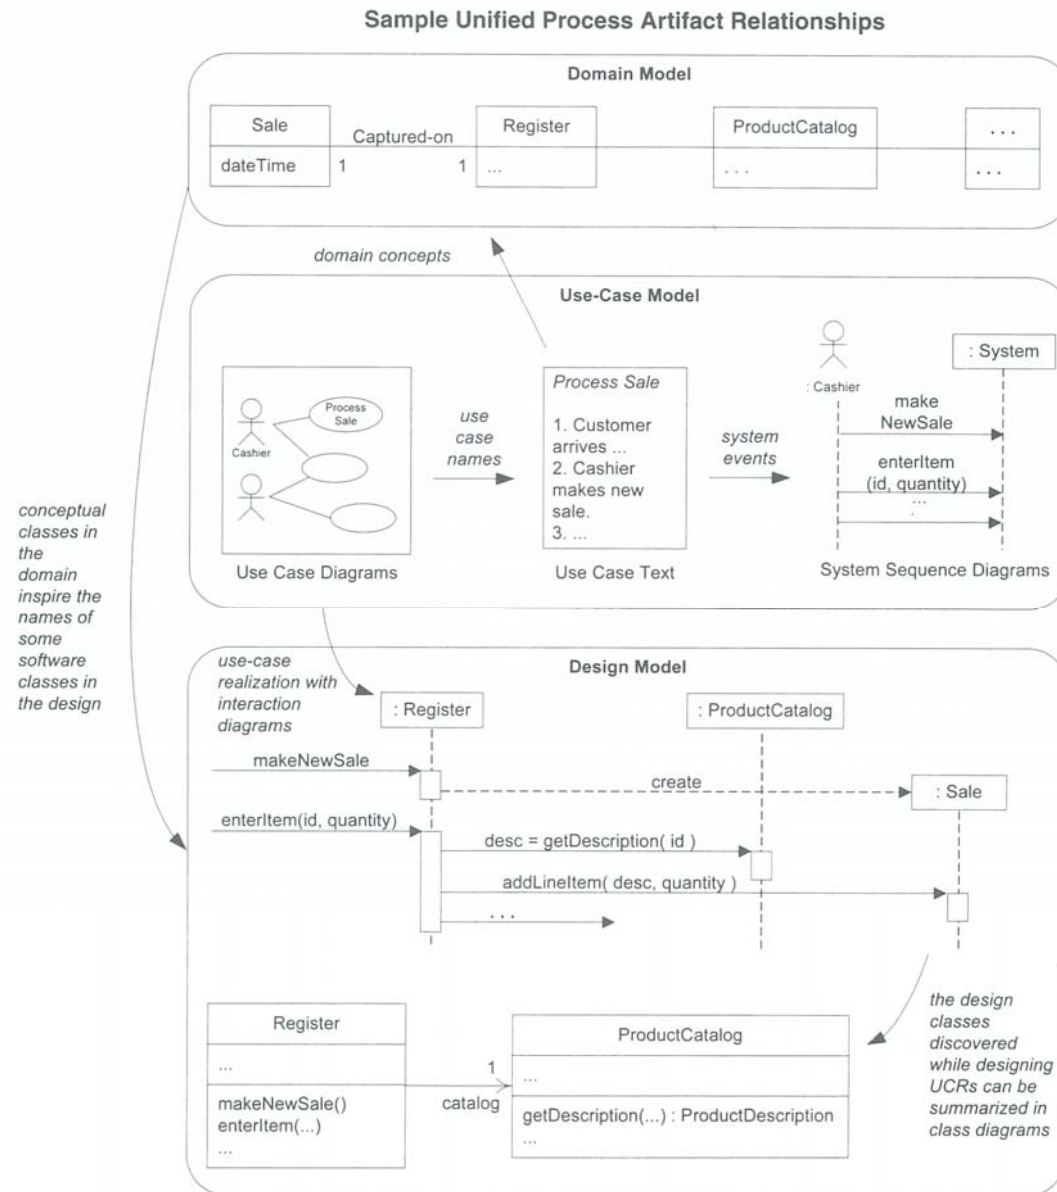 Sample Unified Process Artifact Relationships
Domain Model
Sale
dateTime
Captured-on
1
1
Register
...
ProductCatalog
...
...
...
domain concepts
Use-Case Model
Process
Sale
Cashier
Use Case Diagrams
use
case
names
Process Sale
1. Customer
arrives ...
2. Cashier
makes new
sale.
3. ...
Use Case Text
system
events
: Cashier
: System
make
NewSale
enterItem
(id, quantity)
...
.
System Sequence Diagrams
conceptual
classes in
the
domain
inspire the
names of
some
software
classes in
the design
Design Model
use-case
realization with
interaction
diagrams
: Register
: ProductCatalog
makeNewSale
create
: Sale
enterItem(id, quantity)
desc = getDescription( id )
addLineItem( desc, quantity )
...
Register
...
makeNewSale()
enterItem(...)
...
1
catalog
ProductCatalog
...
getDescription(...) : ProductDescription
...
the design
classes
discovered
while designing
UCRs can be
summarized in
class diagrams